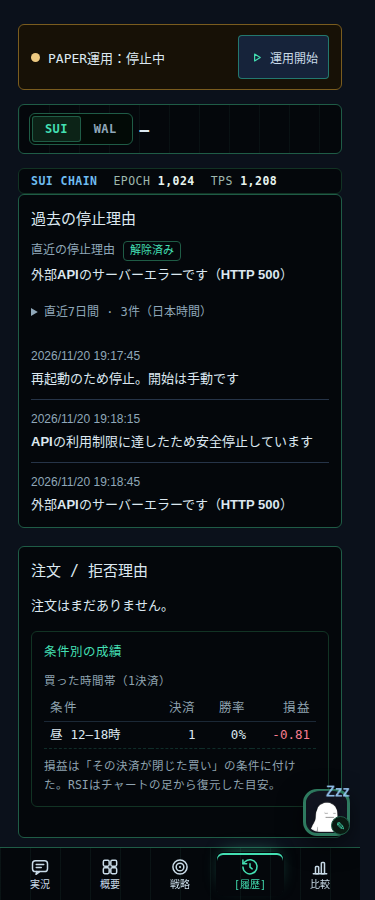 PAPER運用：停止中
運用開始
SUI WAL —
SUI CHAIN EPOCH 1,024 TPS 1,208
過去の停止理由
直近の停止理由 解除済み
外部APIのサーバーエラーです（HTTP 500）
▶ 直近7日間 · 3件（日本時間）
2026/11/20 19:17:45
再起動のため停止。開始は手動です
2026/11/20 19:18:15
APIの利用制限に達したため安全停止しています
2026/11/20 19:18:45
外部APIのサーバーエラーです（HTTP 500）
注文 / 拒否理由
注文はまだありません。
条件別の成績
買った時間帯（1決済）
条件 決済 勝率 損益
昼 12–18時 1 0% -0.81
損益は「その決済が閉じた買い」の条件に付け
た。RSIはチャートの足から復元した目安。
Zzz
実況 概要 戦略 [履歴] 比較